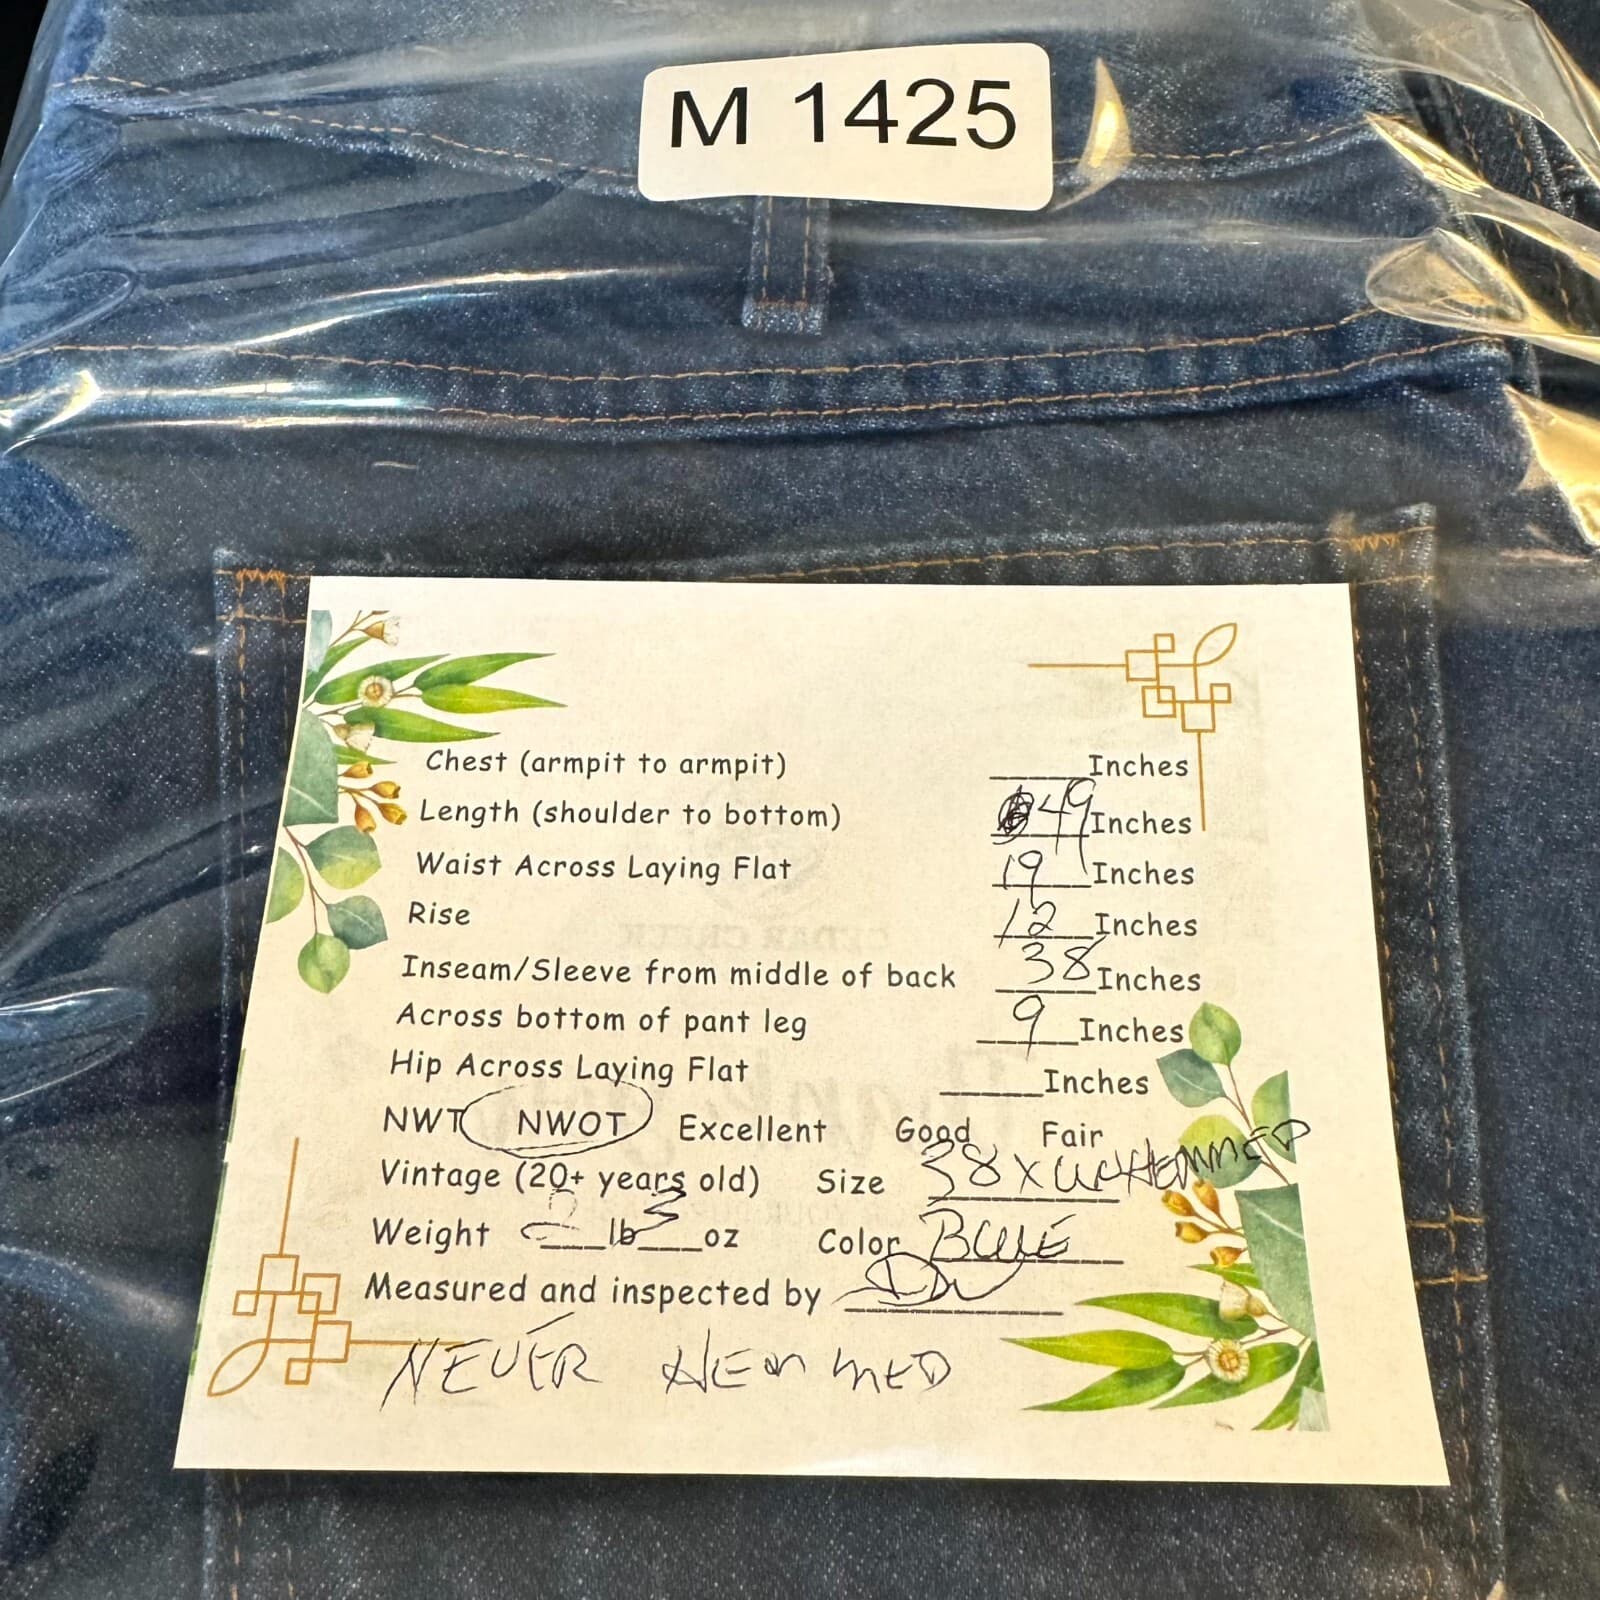 M 1425
Chest (armpit to armpit) _____Inches
Length (shoulder to bottom) 49 Inches
Waist Across Laying Flat 19 Inches
Rise 12 Inches
Inseam/Sleeve from middle of back 38 Inches
Across bottom of pant leg 9 Inches
Hip Across Laying Flat _____Inches
NWT NWOT Excellent Good Fair
Vintage (20+ years old) Size 38 X UNHEMMED
Weight 2 lb 3 oz Color BLUE
Measured and inspected by
NEVER HEMMED